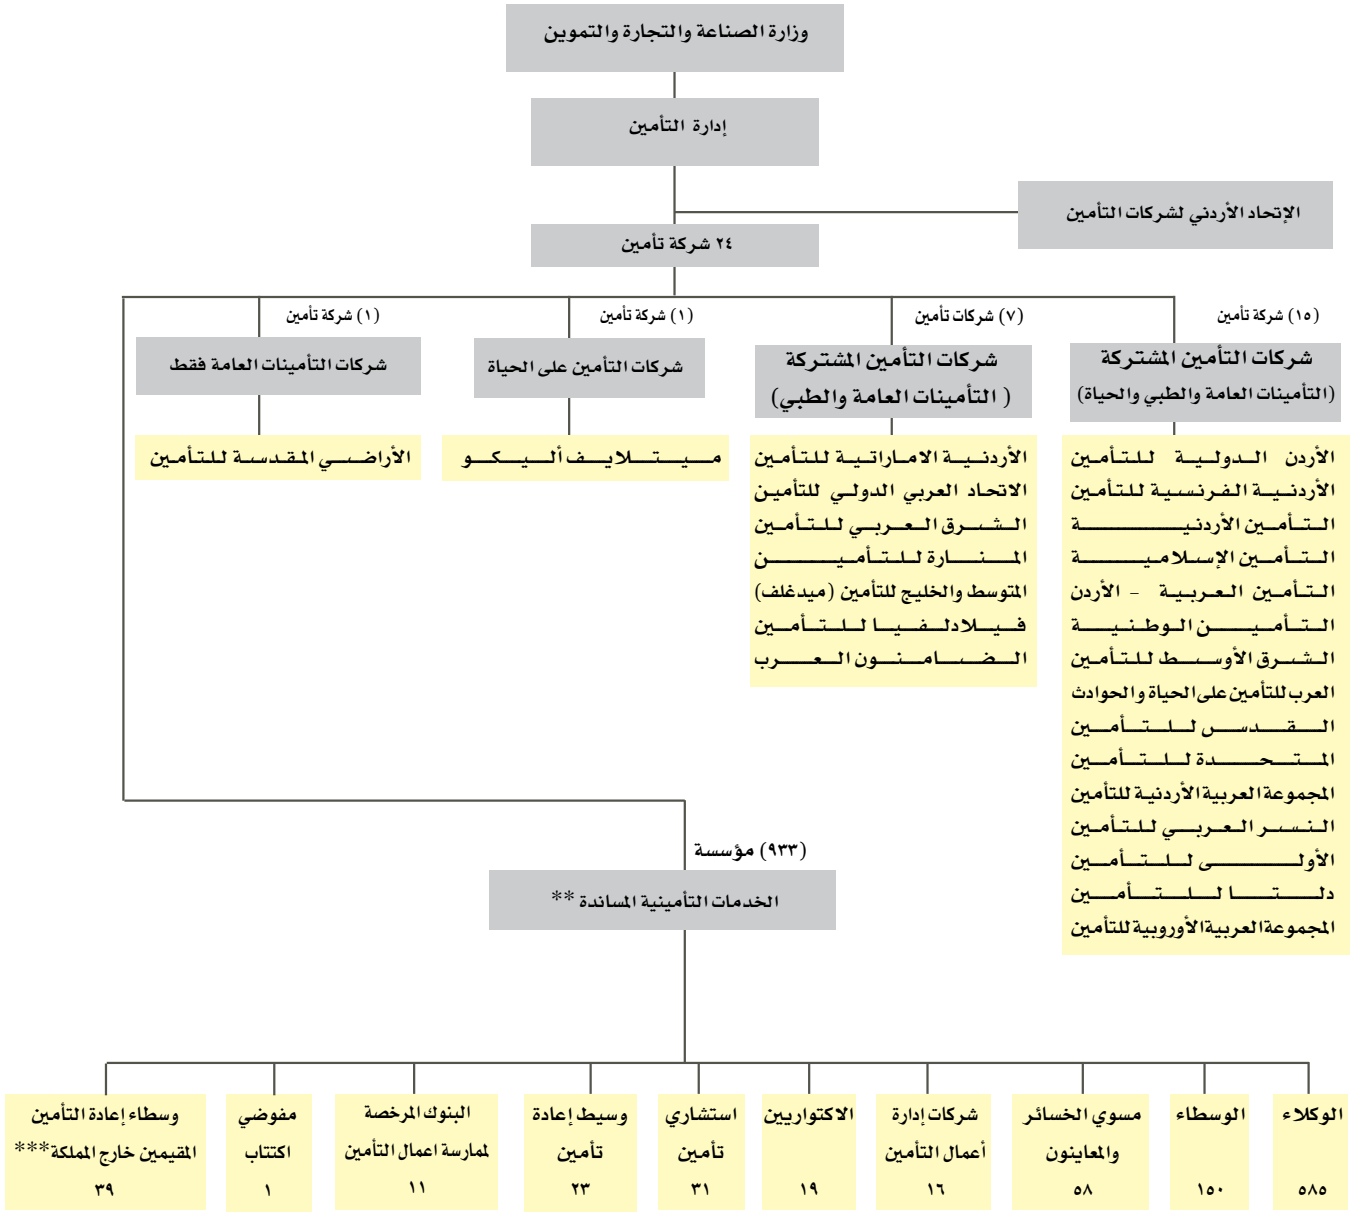 وزارة الصناعة والتجارة والتموين
إدارة التأمين
الإتحاد الأردني لشركات التأمين
٢٤ شركة تأمين
(١٥) شركة تأمين
شركات التأمين المشتركة
(التأمينات العامة والطبي والحياة)
الأردن الدولية للتأمين
الأردنية الفرنسية للتأمين
التأمين الأردنية
التأمين الإسلامية
التأمين العربية - الأردن
التأمين الوطنية
الشرق الأوسط للتأمين
العرب للتأمين على الحياة والحوادث
القدس للتأمين
المتحدة للتأمين
المجموعة العربية الأردنية للتأمين
النسر العربي للتأمين
الأولى للتأمين
دلتا للتأمين
المجموعة العربية الأوروبية للتأمين
(٧) شركات تأمين
شركات التأمين المشتركة
( التأمينات العامة والطبي)
الأردنية الاماراتية للتأمين
الاتحاد العربي الدولي للتأمين
الشرق العربي للتأمين
المنارة للتأمين
المتوسط والخليج للتأمين (ميدغلف)
فيلادلفيا للتأمين
الضامنون العرب
(١) شركة تأمين
شركات التأمين على الحياة
ميتلايف أليكو
(١) شركة تأمين
شركات التأمينات العامة فقط
الأراضي المقدسة للتأمين
(٩٣٣) مؤسسة
الخدمات التأمينية المساندة **
الوكلاء
٥٨٥
الوسطاء
١٥٠
مسوي الخسائر
والمعاينون
٥٨
شركات إدارة
أعمال التأمين
١٦
الاكتواريين
١٩
استشاري
تأمين
٣١
وسيط إعادة
تأمين
٢٣
البنوك المرخصة
لممارسة اعمال التأمين
١١
مفوضي
اكتتاب
١
وسطاء إعادة التأمين
المقيمين خارج المملكة***
٣٩